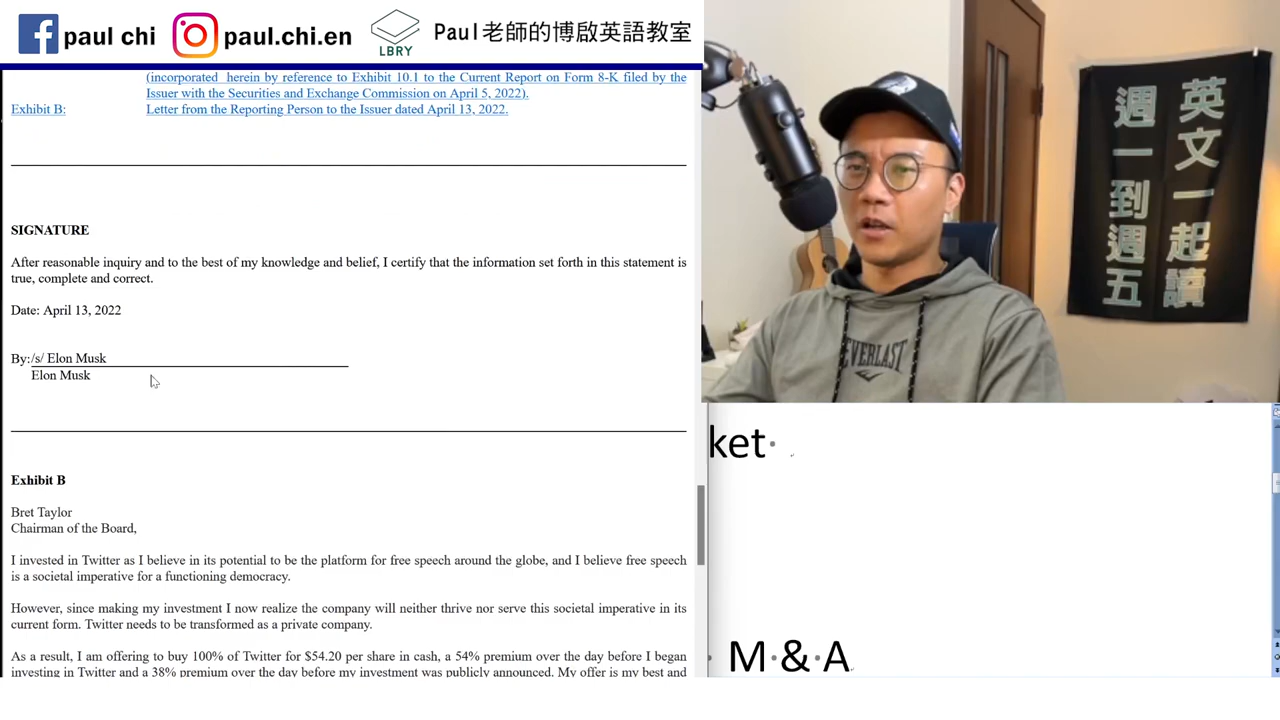 paul chi
paul.chi.en
LBRY
Paul老師的博啟英語教室
(incorporated herein by reference to Exhibit 10.1 to the Current Report on Form 8-K filed by the
Issuer with the Securities and Exchange Commission on April 5, 2022).
Exhibit B: Letter from the Reporting Person to the Issuer dated April 13, 2022.
SIGNATURE
After reasonable inquiry and to the best of my knowledge and belief, I certify that the information set forth in this statement is
true, complete and correct.
Date: April 13, 2022
By:/s/ Elon Musk
Elon Musk
Exhibit B
Bret Taylor
Chairman of the Board,
I invested in Twitter as I believe in its potential to be the platform for free speech around the globe, and I believe free speech
is a societal imperative for a functioning democracy.
However, since making my investment I now realize the company will neither thrive nor serve this societal imperative in its
current form. Twitter needs to be transformed as a private company.
As a result, I am offering to buy 100% of Twitter for $54.20 per share in cash, a 54% premium over the day before I began
investing in Twitter and a 38% premium over the day before my investment was publicly announced. My offer is my best and
英文一起讀
週一到週五
EVERLAST
ket
M & A